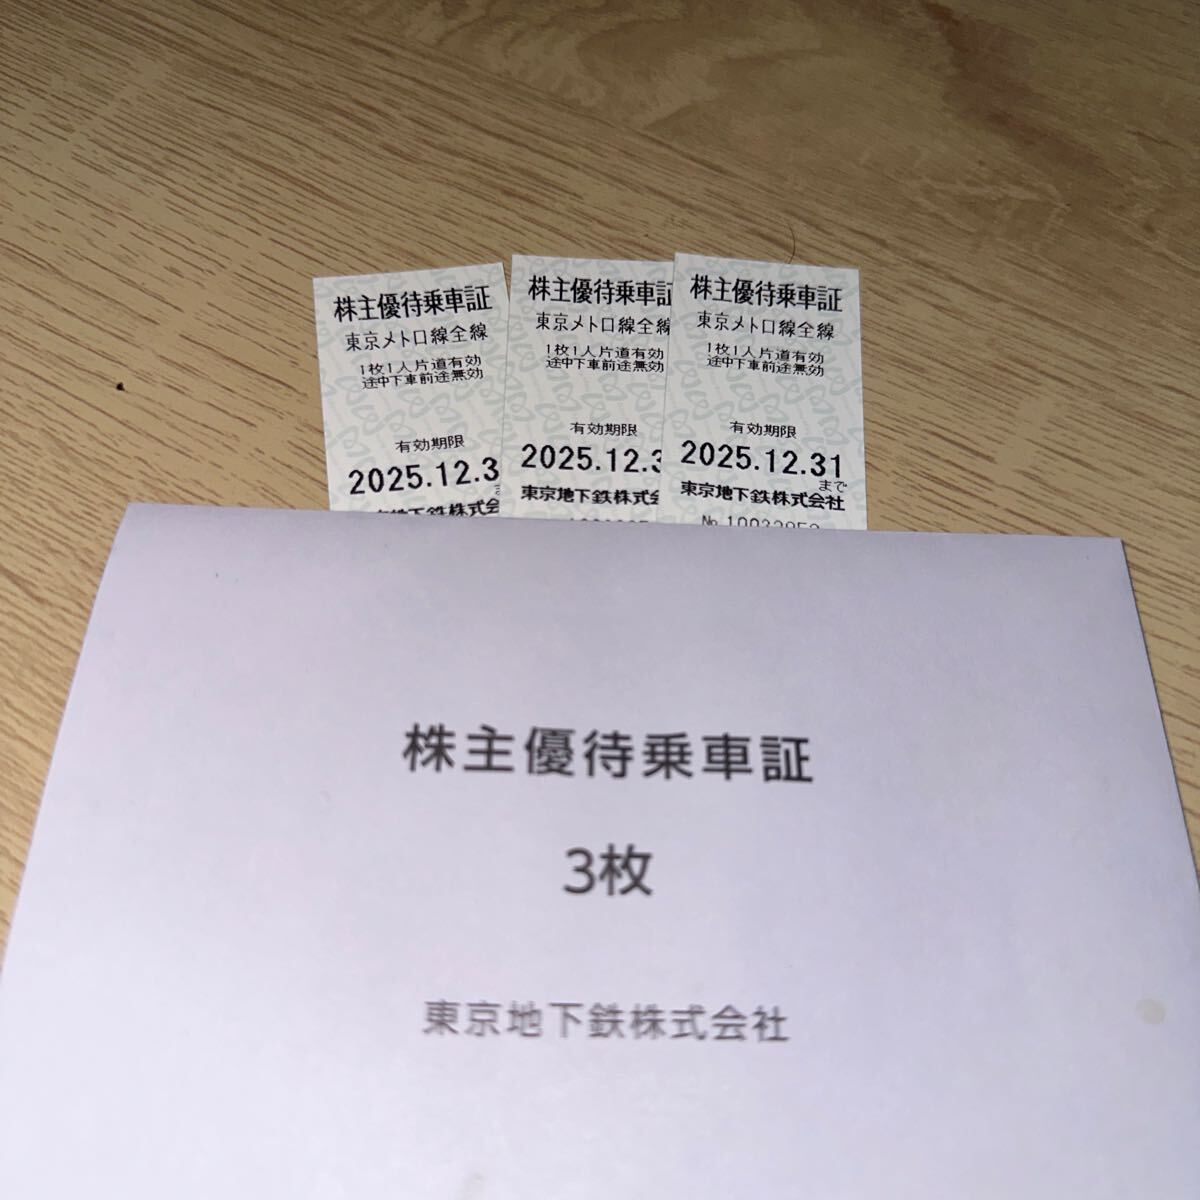 株主優待乗車証
東京メトロ線全線
1枚1人片道有効
途中下車前途無効
有効期限
2025.12.3
株主優待乗車証
東京メトロ線全線
1枚1人片道有効
途中下車前途無効
有効期限
2025.12.3
東京地下鉄株式会
株主優待乗車証
東京メトロ線全線
1枚1人片道有効
途中下車前途無効
有効期限
2025.12.31
まで
東京地下鉄株式会社
株主優待乗車証
3枚
東京地下鉄株式会社